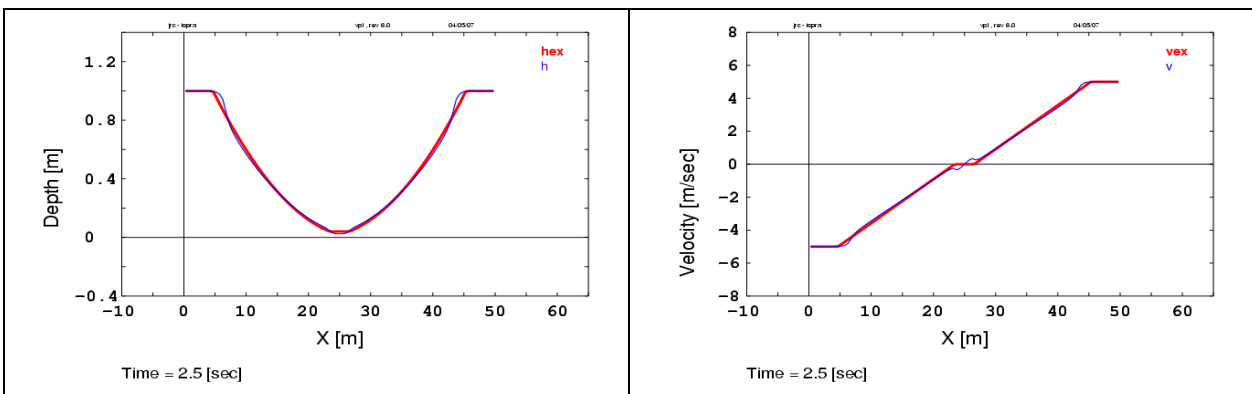 jrc - ispra vpl , rev 6.0 04/05/07
hex
h
1.2
0.8
0.4
0
-0.4
Depth [m]
-10 0 10 20 30 40 50 60
X [m]
Time = 2.5 [sec]
jrc - ispra vpl , rev 6.0 04/05/07
vex
v
8
6
4
2
0
-2
-4
-6
-8
Velocity [m/sec]
-10 0 10 20 30 40 50 60
X [m]
Time = 2.5 [sec]